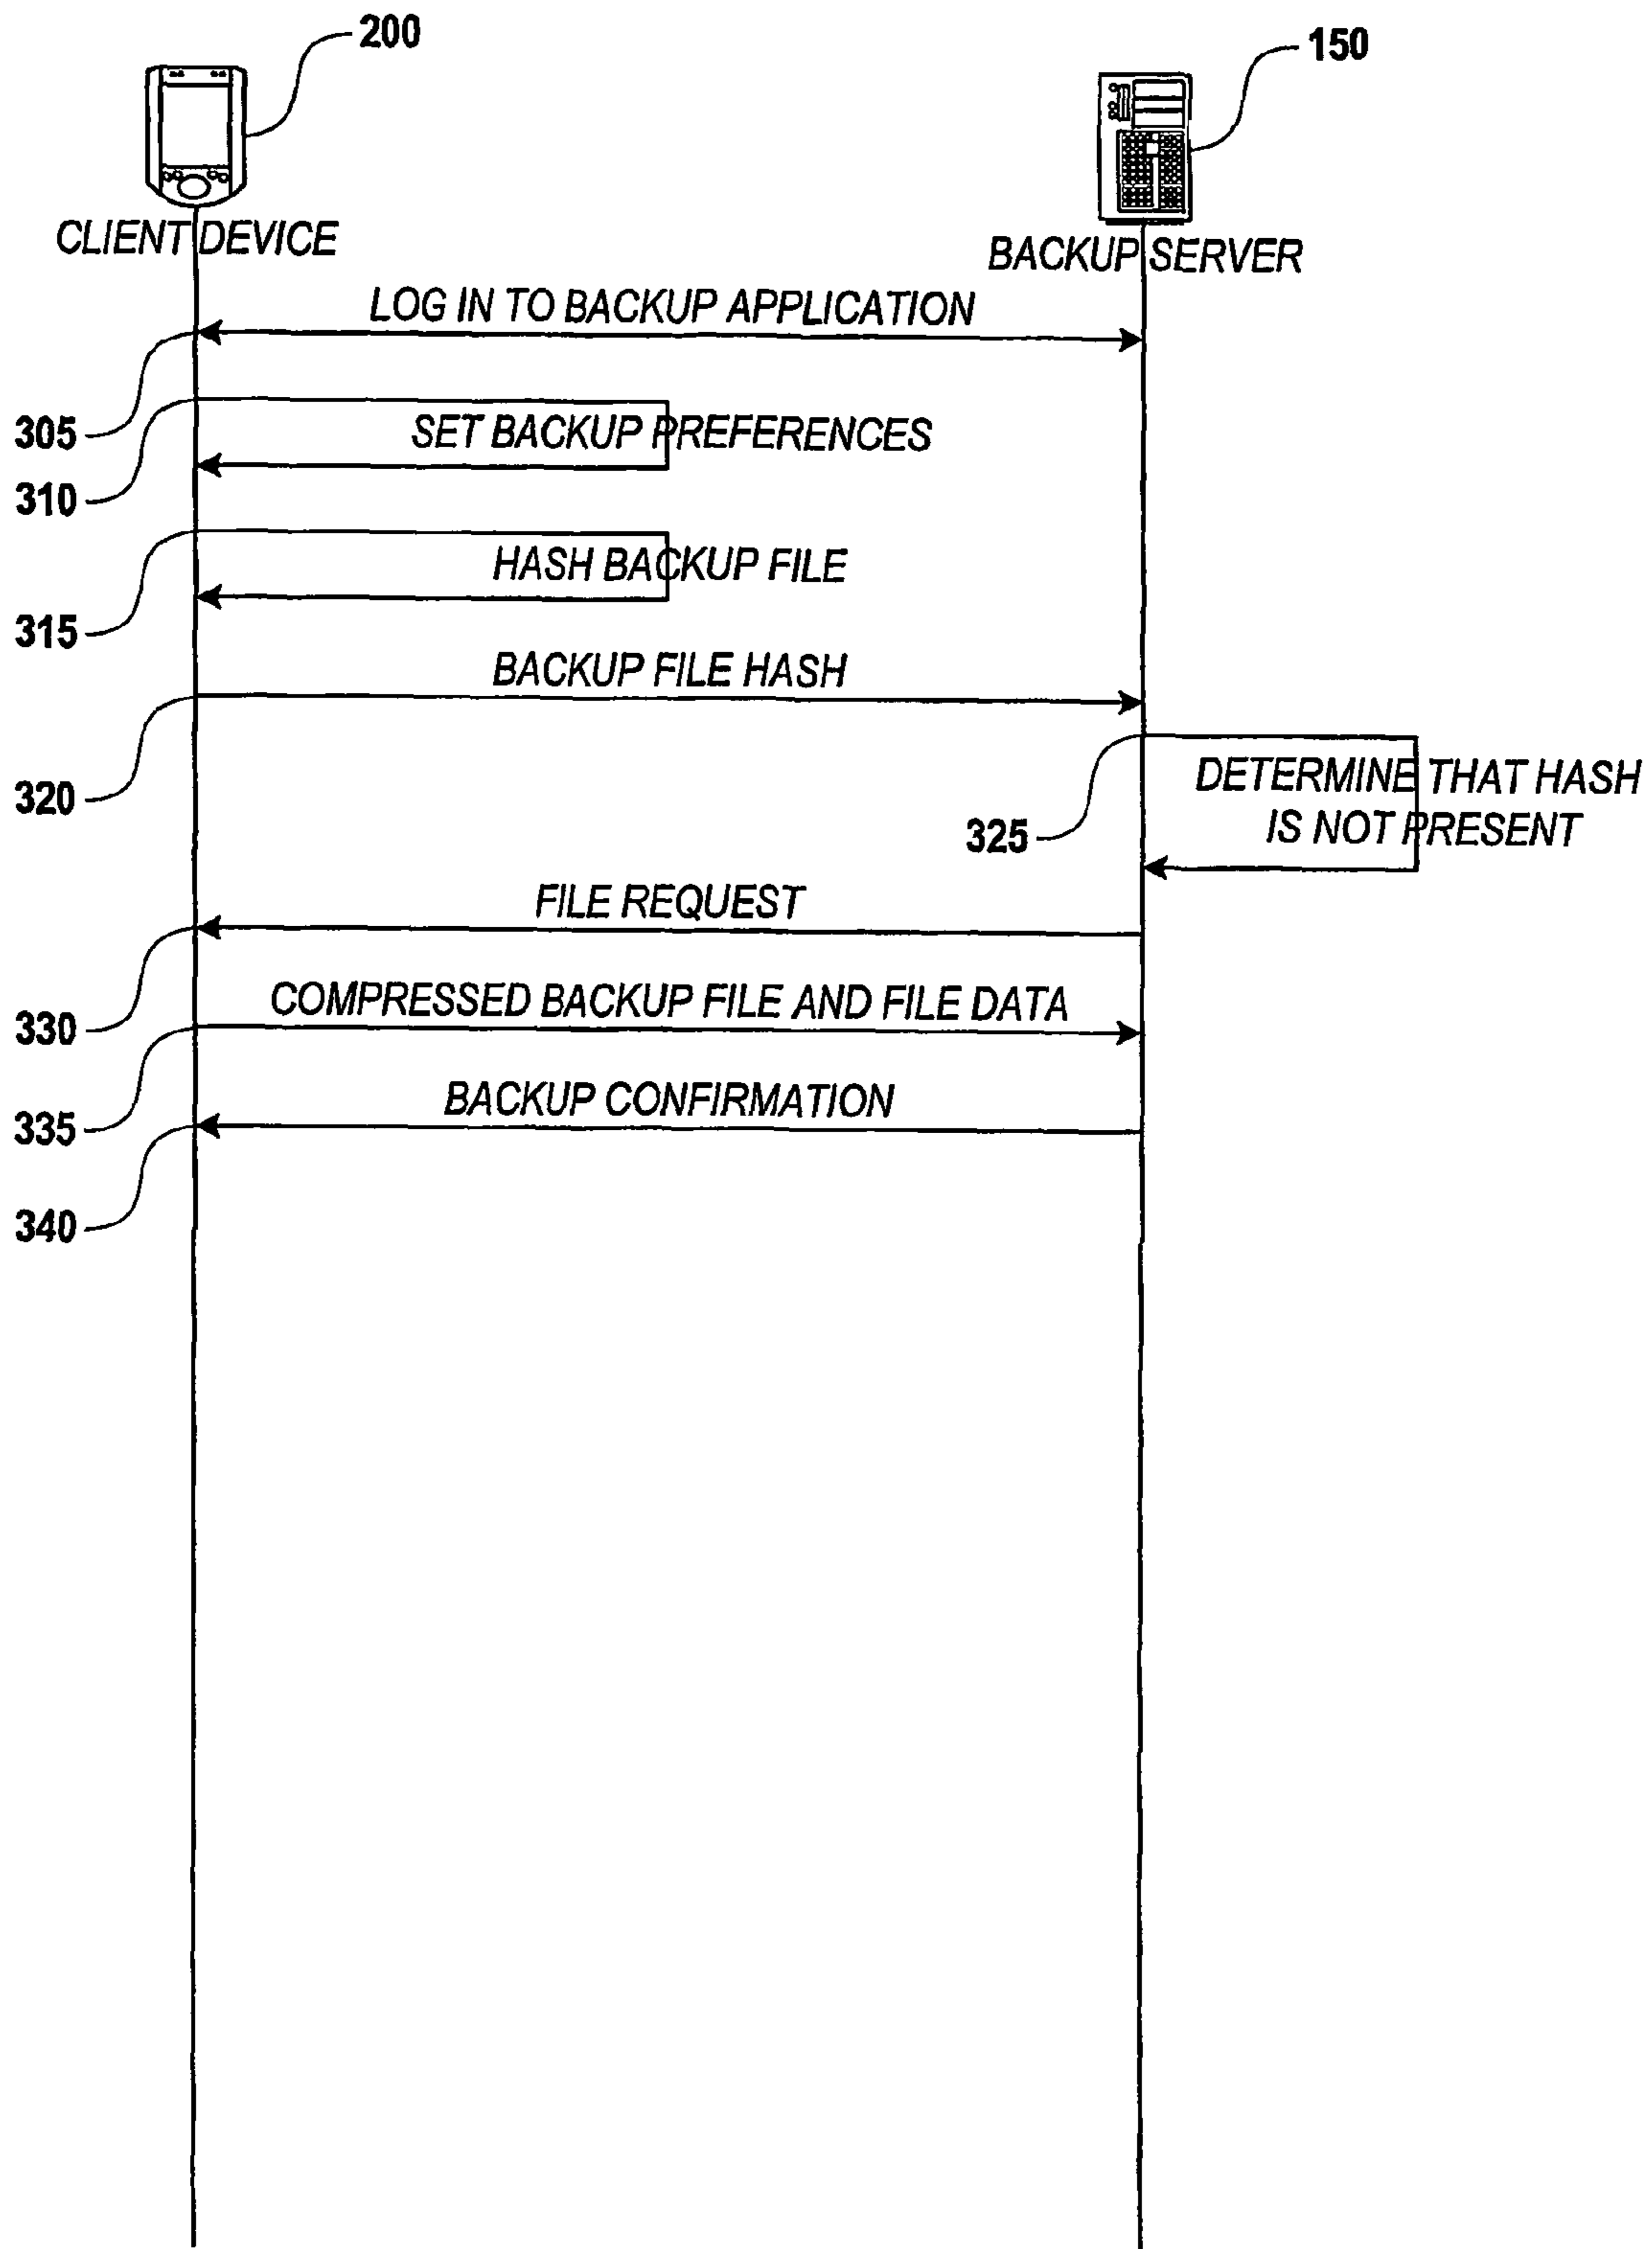 200
150
CLIENT DEVICE
BACKUP SERVER
LOG IN TO BACKUP APPLICATION
305
SET BACKUP PREFERENCES
310
HASH BACKUP FILE
315
BACKUP FILE HASH
320
325
DETERMINE THAT HASH
IS NOT PRESENT
FILE REQUEST
330
COMPRESSED BACKUP FILE AND FILE DATA
335
BACKUP CONFIRMATION
340